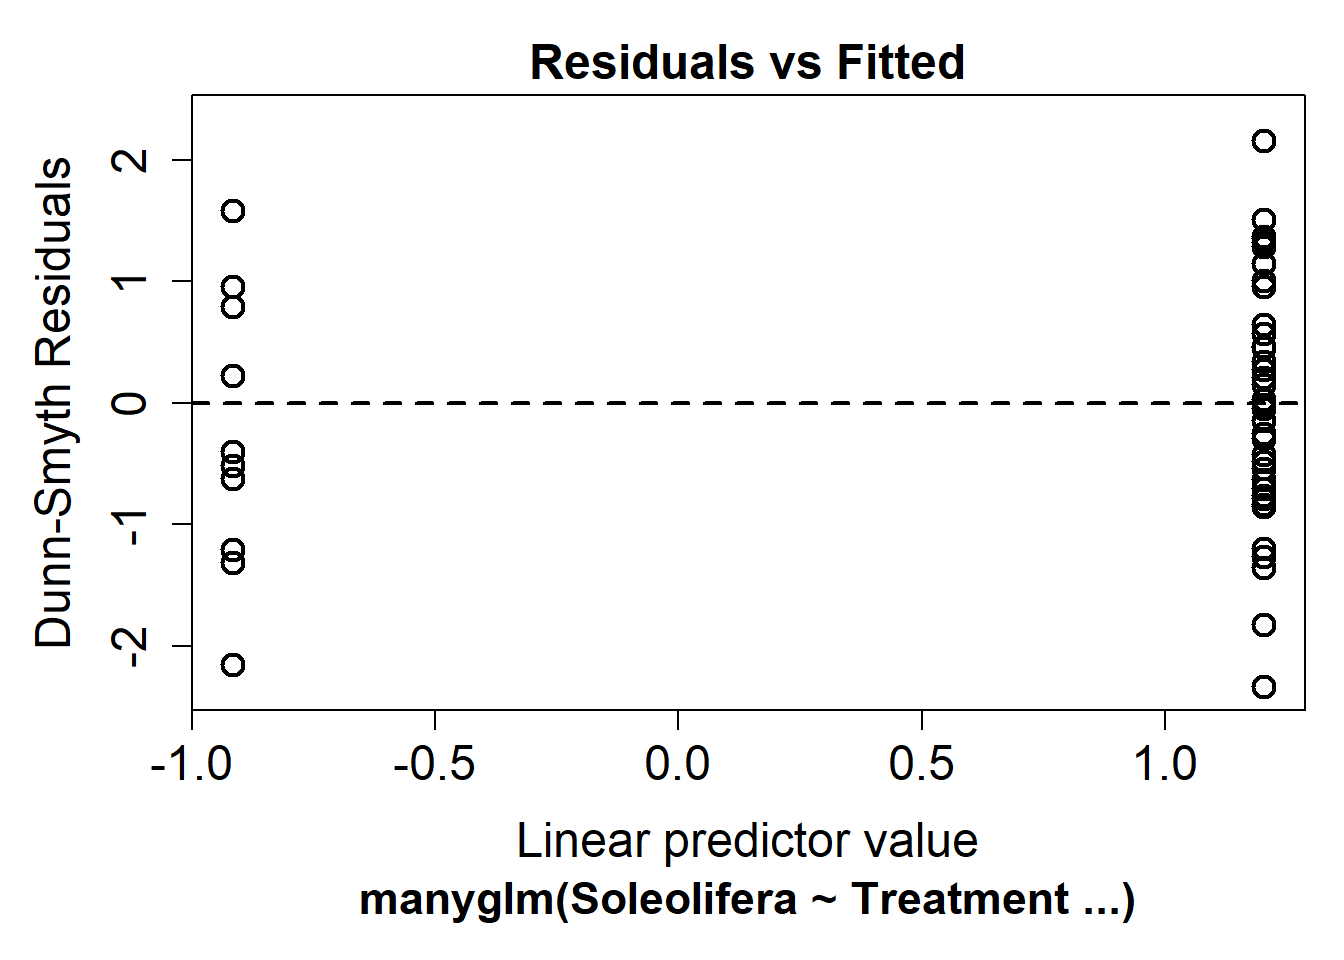 Residuals vs Fitted
Dunn-Smyth Residuals
2
1
0
-1
-2
-1.0 -0.5 0.0 0.5 1.0
Linear predictor value
manyglm(Soleolifera ~ Treatment ...)